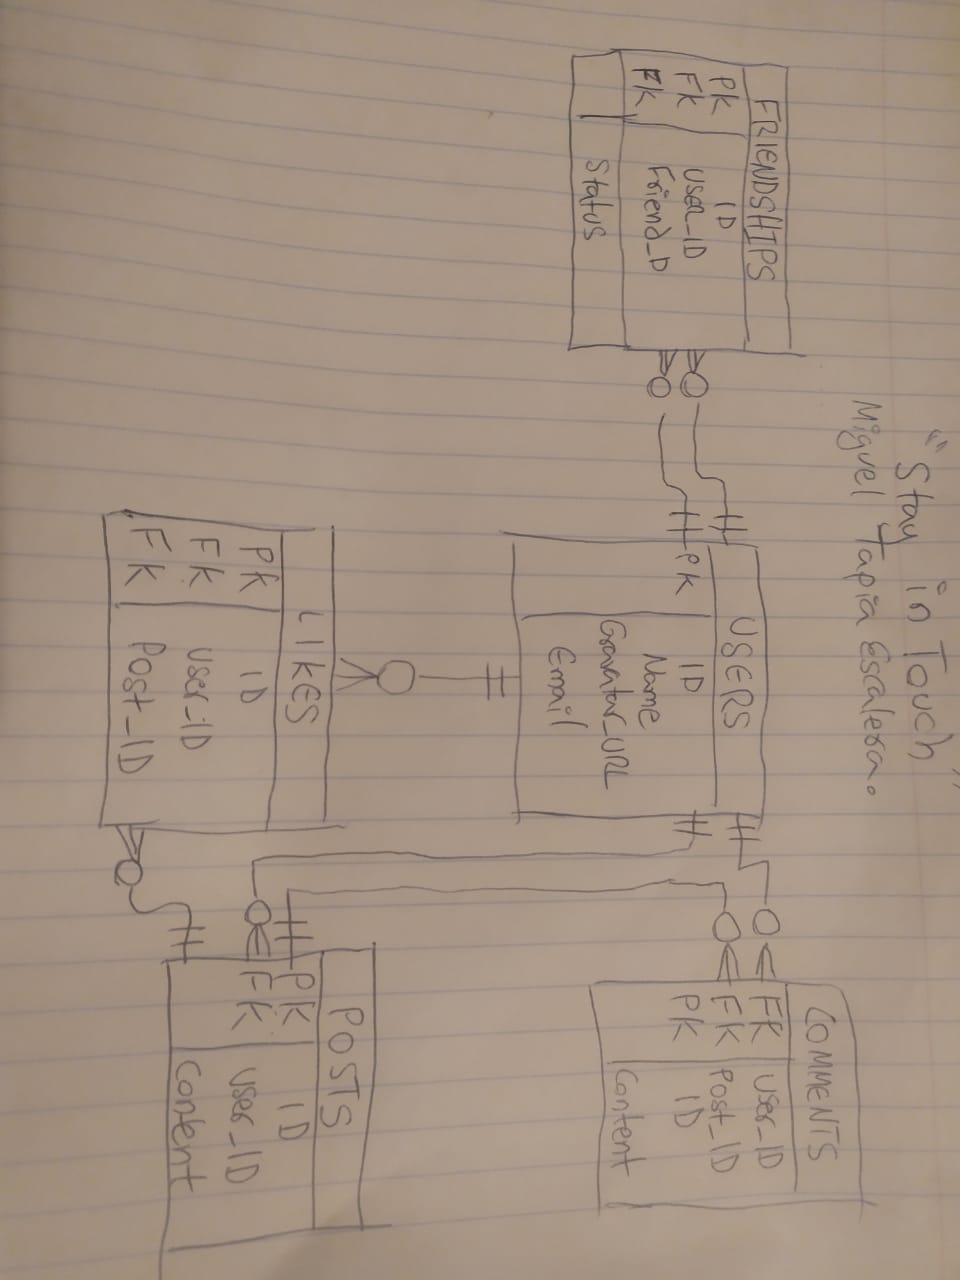 "Stay in Touch"
Miguel Tapia Escalera.
FRIENDSHIPS
PK ID
FK USER_ID
FK Friend_D
Status
USERS
PK ID
Name
Gravatar_URL
Email
COMMENTS
FK User_ID
FK Post_ID
PK ID
Content
LIKES
PK ID
FK User_ID
FK Post_ID
POSTS
PK ID
FK User_ID
Content